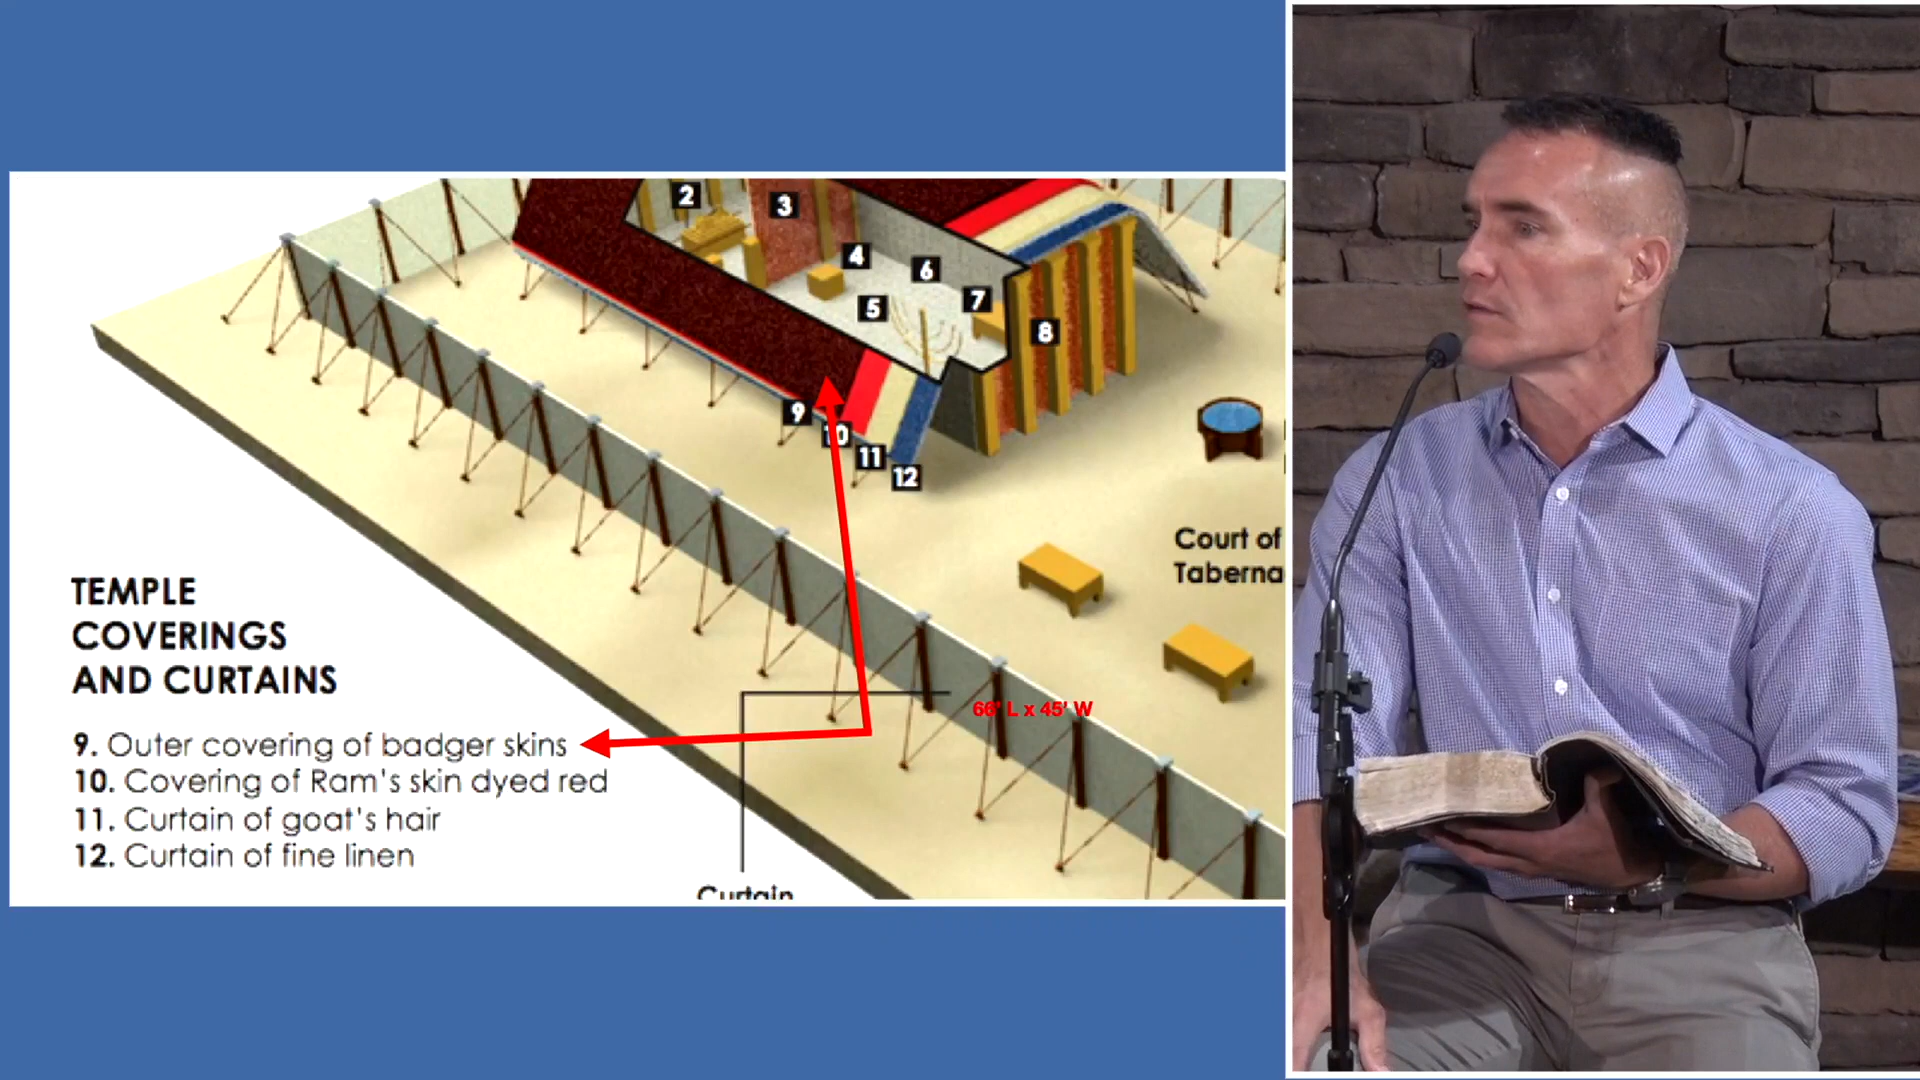 2
3
4
6
5
7
8
9
10
11
12
Court of
Taberna
TEMPLE
COVERINGS
AND CURTAINS
66' L x 45' W
9. Outer covering of badger skins
10. Covering of Ram's skin dyed red
11. Curtain of goat's hair
12. Curtain of fine linen
Curtain